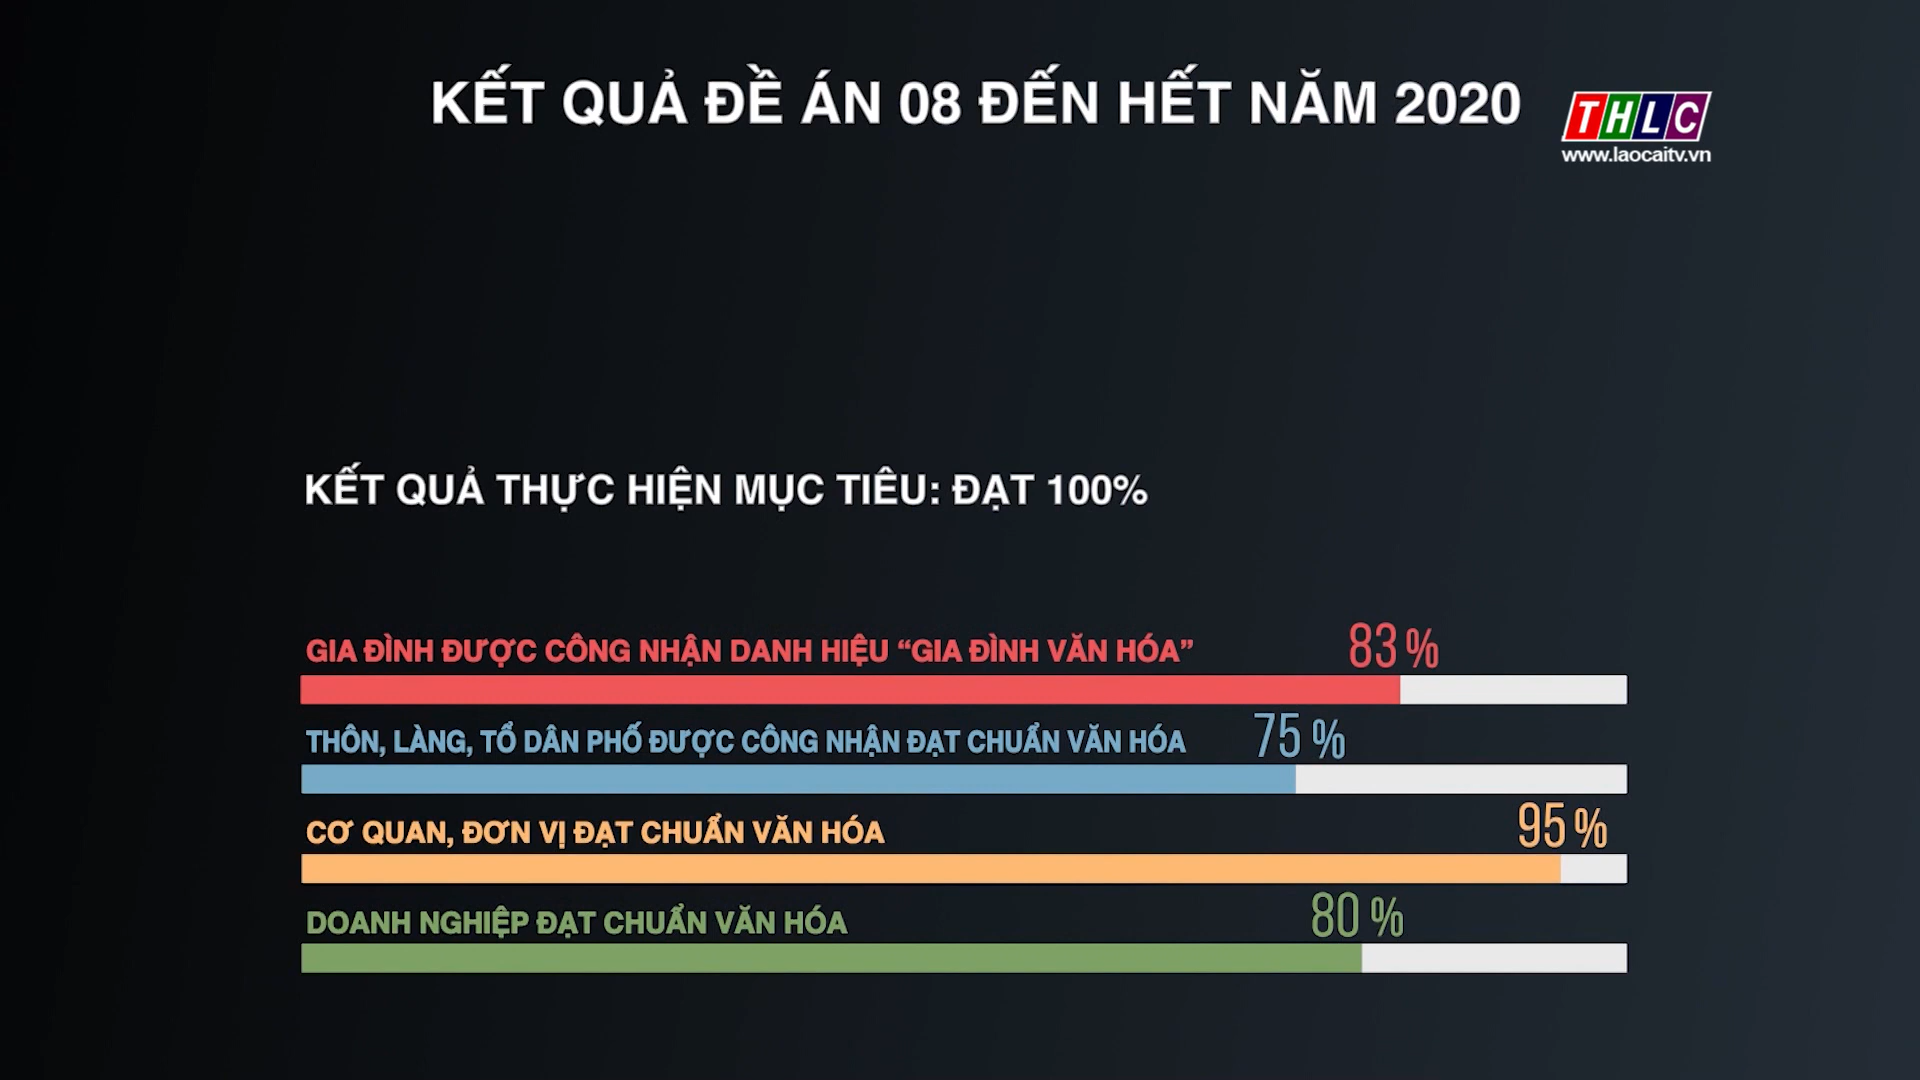 KẾT QUẢ ĐỀ ÁN 08 ĐẾN HẾT NĂM 2020
THLC
www.laocaitv.vn
KẾT QUẢ THỰC HIỆN MỤC TIÊU: ĐẠT 100%
GIA ĐÌNH ĐƯỢC CÔNG NHẬN DANH HIỆU “GIA ĐÌNH VĂN HÓA” 83 %
THÔN, LÀNG, TỔ DÂN PHỐ ĐƯỢC CÔNG NHẬN ĐẠT CHUẨN VĂN HÓA 75 %
CƠ QUAN, ĐƠN VỊ ĐẠT CHUẨN VĂN HÓA 95 %
DOANH NGHIỆP ĐẠT CHUẨN VĂN HÓA 80 %